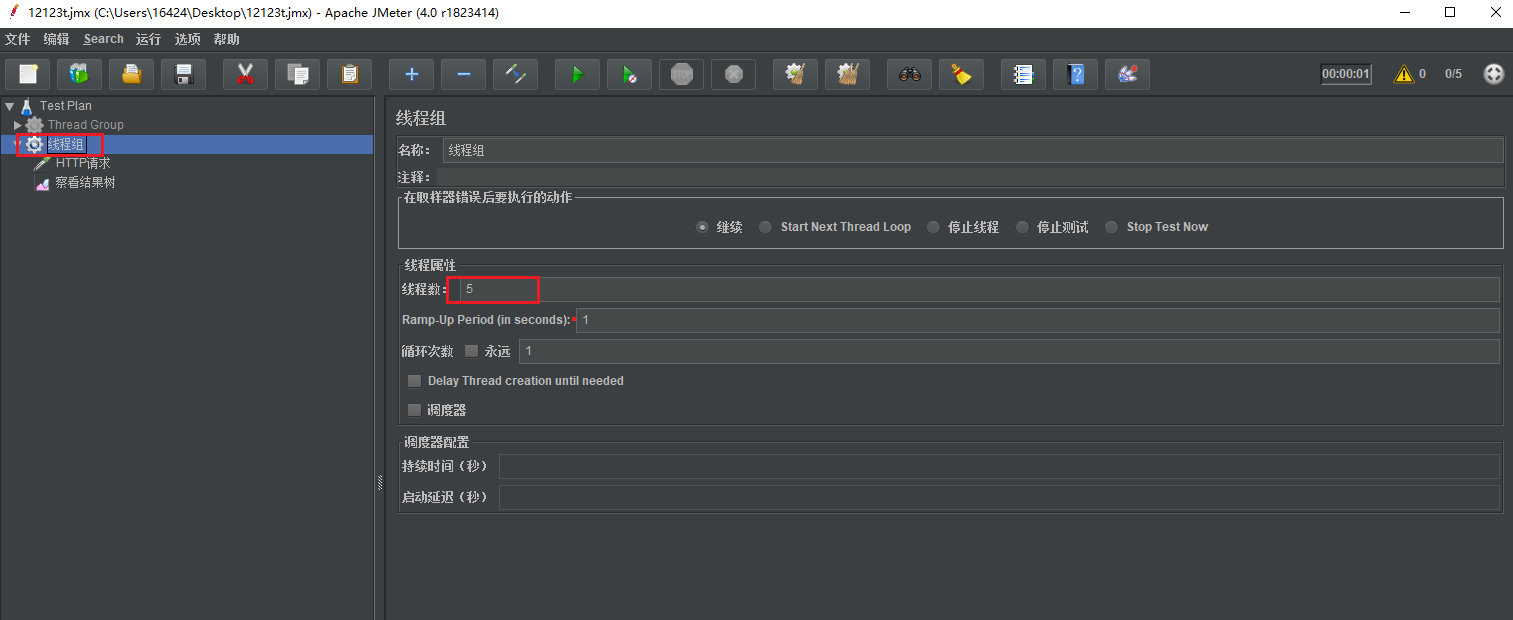 12123t.jmx (C:\Users\16424\Desktop\12123t.jmx) - Apache JMeter (4.0 r1823414)
文件 编辑 Search 运行 选项 帮助
STOP 00:00:01 0 0/5
Test Plan
Thread Group
线程组
HTTP请求
察看结果树
线程组
名称： 线程组
注释：
在取样器错误后要执行的动作
继续 Start Next Thread Loop 停止线程 停止测试 Stop Test Now
线程属性
线程数： 5
Ramp-Up Period (in seconds): 1
循环次数 永远 1
Delay Thread creation until needed
调度器
调度器配置
持续时间（秒）
启动延迟（秒）